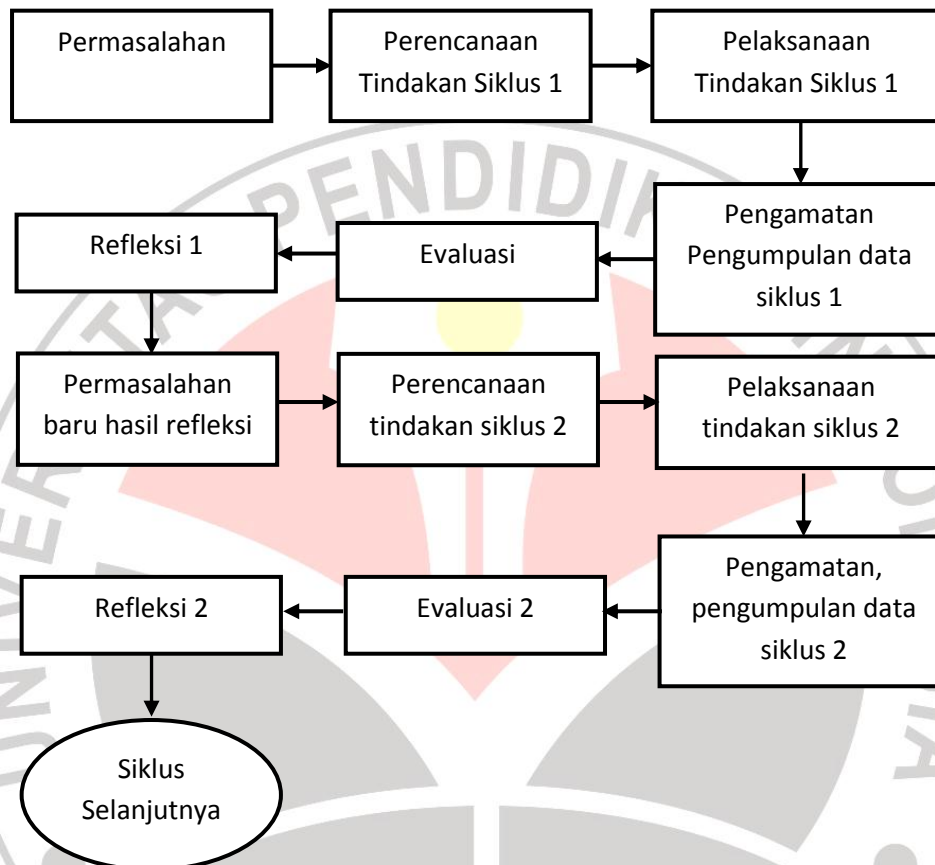 Permasalahan
Perencanaan
Tindakan Siklus 1
Pelaksanaan
Tindakan Siklus 1
Pengamatan
Pengumpulan data
siklus 1
Evaluasi
Refleksi 1
Permasalahan
baru hasil refleksi
Perencanaan
tindakan siklus 2
Pelaksanaan
tindakan siklus 2
Pengamatan,
pengumpulan data
siklus 2
Evaluasi 2
Refleksi 2
Siklus
Selanjutnya